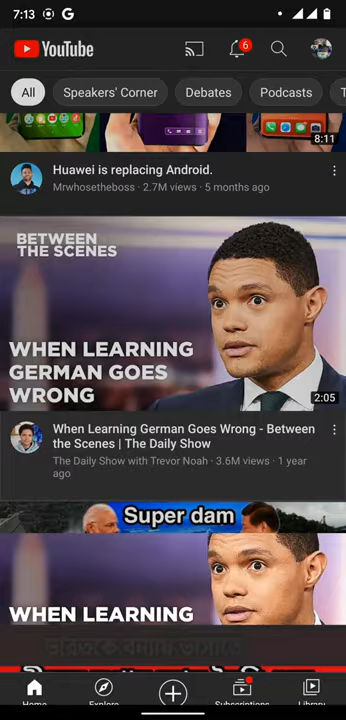 7:13 G
YouTube
6
All Speakers' Corner Debates Podcasts T
8:11
Huawei is replacing Android.
Mrwhosetheboss · 2.7M views · 5 months ago
BETWEEN
THE SCENES
WHEN LEARNING
GERMAN GOES
WRONG
2:05
When Learning German Goes Wrong - Between
the Scenes | The Daily Show
The Daily Show with Trevor Noah · 3.6M views · 1 year
ago
Super dam
WHEN LEARNING
Home Explore Subscriptions Library